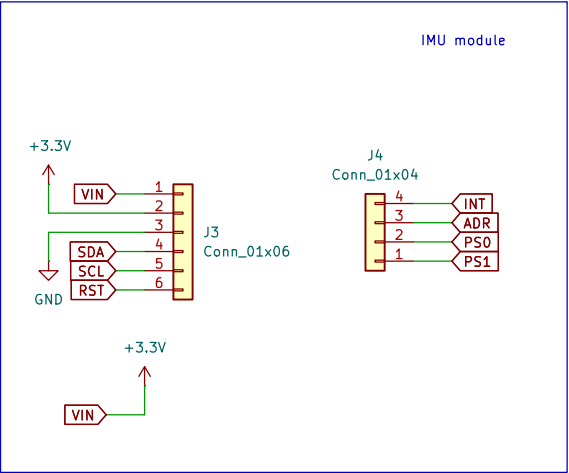 IMU module
+3.3V
VIN
1
2
3
SDA
4
SCL
5
RST
6
GND
J3
Conn_01x06
J4
Conn_01x04
4
INT
3
ADR
2
PS0
1
PS1
+3.3V
VIN